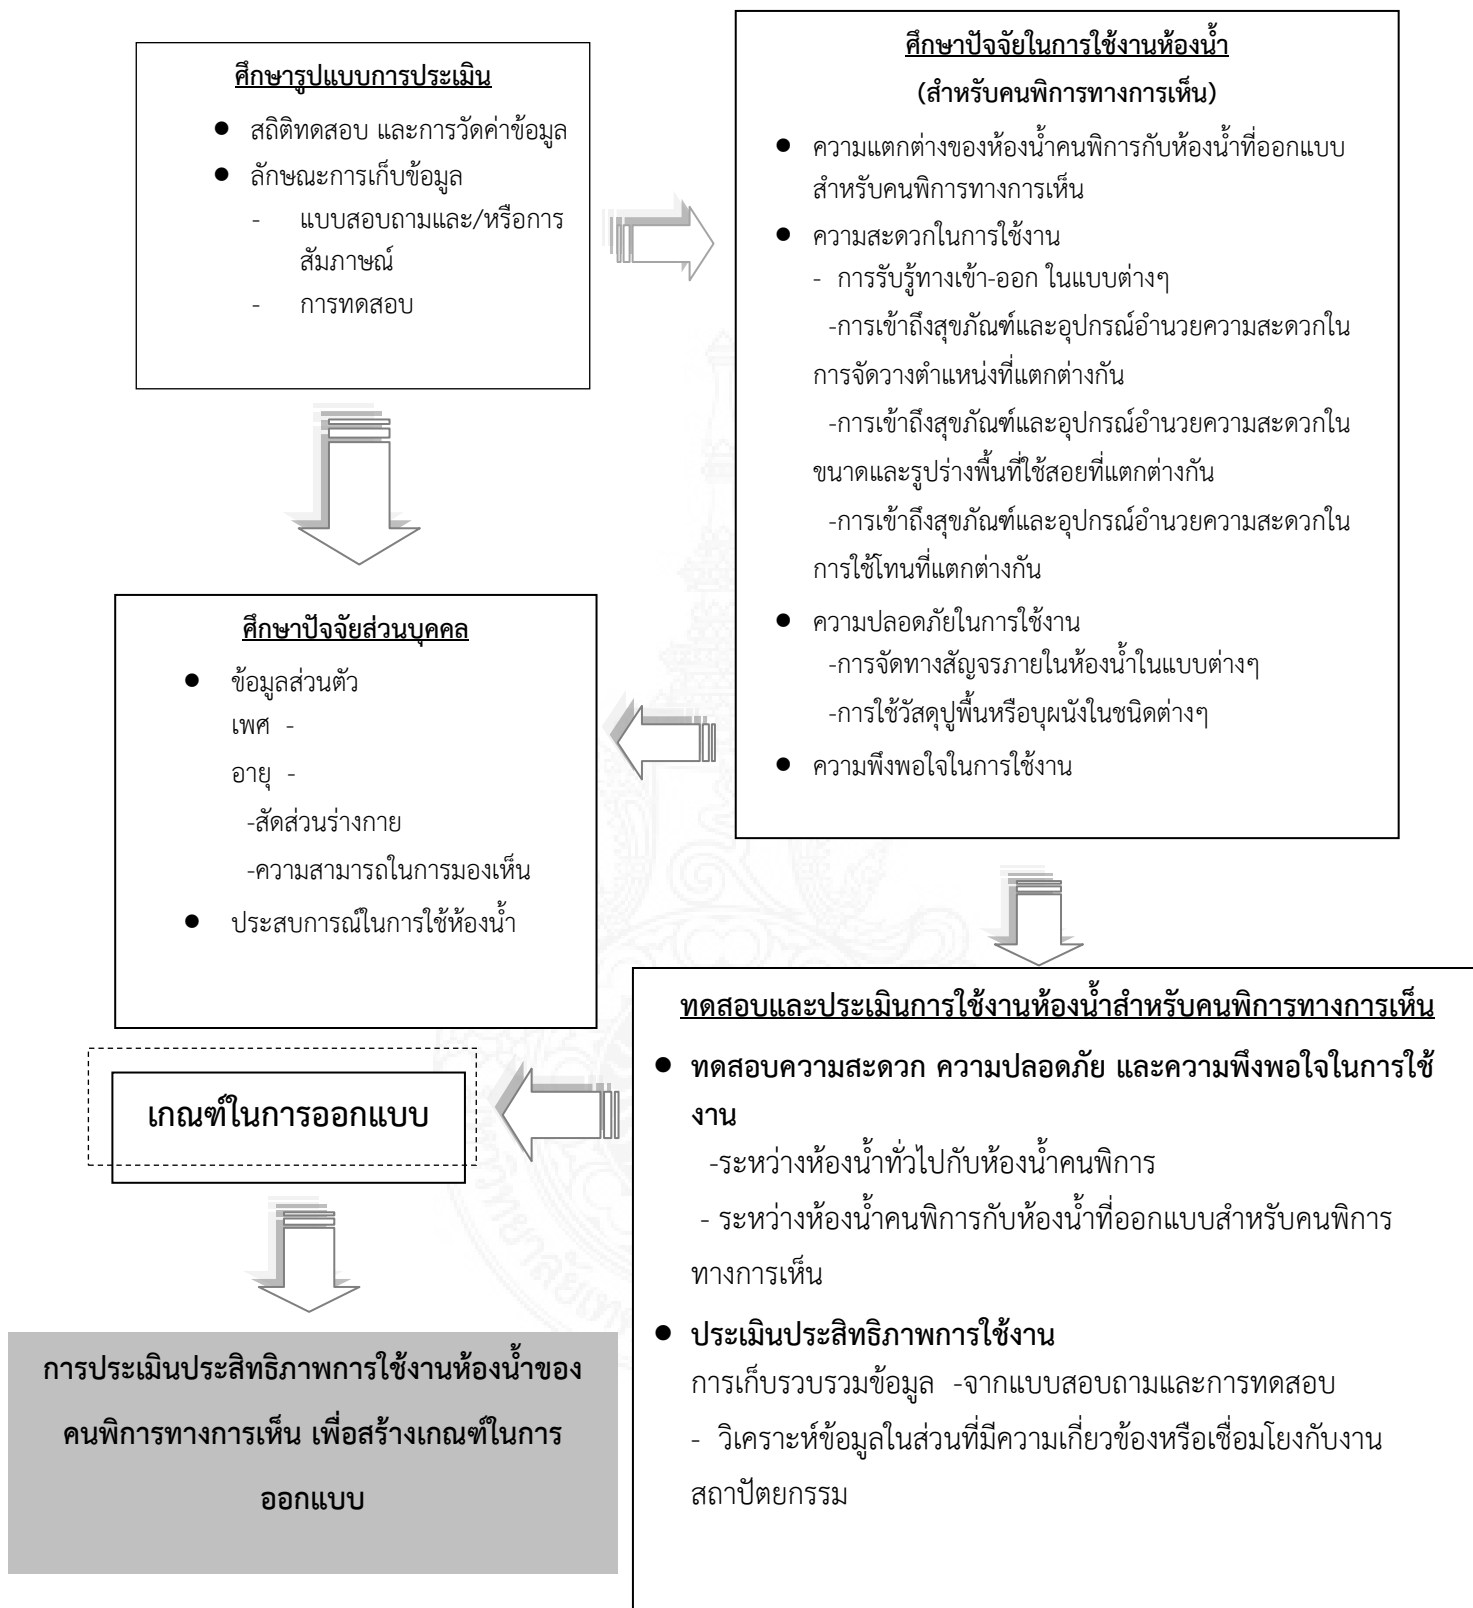 ศึกษารูปแบบการประเมิน
● สถิติทดสอบ และการวัดค่าข้อมูล
● ลักษณะการเก็บข้อมูล
- แบบสอบถามและ/หรือการ
สัมภาษณ์
- การทดสอบ
ศึกษาปัจจัยในการใช้งานห้องน้ำ
(สำหรับคนพิการทางการเห็น)
● ความแตกต่างของห้องน้ำคนพิการกับห้องน้ำที่ออกแบบ
สำหรับคนพิการทางการเห็น
● ความสะดวกในการใช้งาน
- การรับรู้ทางเข้า-ออก ในแบบต่างๆ
-การเข้าถึงสุขภัณฑ์และอุปกรณ์อำนวยความสะดวกใน
การจัดวางตำแหน่งที่แตกต่างกัน
-การเข้าถึงสุขภัณฑ์และอุปกรณ์อำนวยความสะดวกใน
ขนาดและรูปร่างพื้นที่ใช้สอยที่แตกต่างกัน
-การเข้าถึงสุขภัณฑ์และอุปกรณ์อำนวยความสะดวกใน
การใช้โทนที่แตกต่างกัน
● ความปลอดภัยในการใช้งาน
-การจัดทางสัญจรภายในห้องน้ำในแบบต่างๆ
-การใช้วัสดุปูพื้นหรือบุผนังในชนิดต่างๆ
● ความพึงพอใจในการใช้งาน
ศึกษาปัจจัยส่วนบุคคล
● ข้อมูลส่วนตัว
เพศ -
อายุ -
-สัดส่วนร่างกาย
-ความสามารถในการมองเห็น
● ประสบการณ์ในการใช้ห้องน้ำ
ทดสอบและประเมินการใช้งานห้องน้ำสำหรับคนพิการทางการเห็น
● ทดสอบความสะดวก ความปลอดภัย และความพึงพอใจในการใช้
งาน
-ระหว่างห้องน้ำทั่วไปกับห้องน้ำคนพิการ
- ระหว่างห้องน้ำคนพิการกับห้องน้ำที่ออกแบบสำหรับคนพิการ
ทางการเห็น
● ประเมินประสิทธิภาพการใช้งาน
การเก็บรวบรวมข้อมูล -จากแบบสอบถามและการทดสอบ
- วิเคราะห์ข้อมูลในส่วนที่มีความเกี่ยวข้องหรือเชื่อมโยงกับงาน
สถาปัตยกรรม
เกณฑ์ในการออกแบบ
การประเมินประสิทธิภาพการใช้งานห้องน้ำของ
คนพิการทางการเห็น เพื่อสร้างเกณฑ์ในการ
ออกแบบ